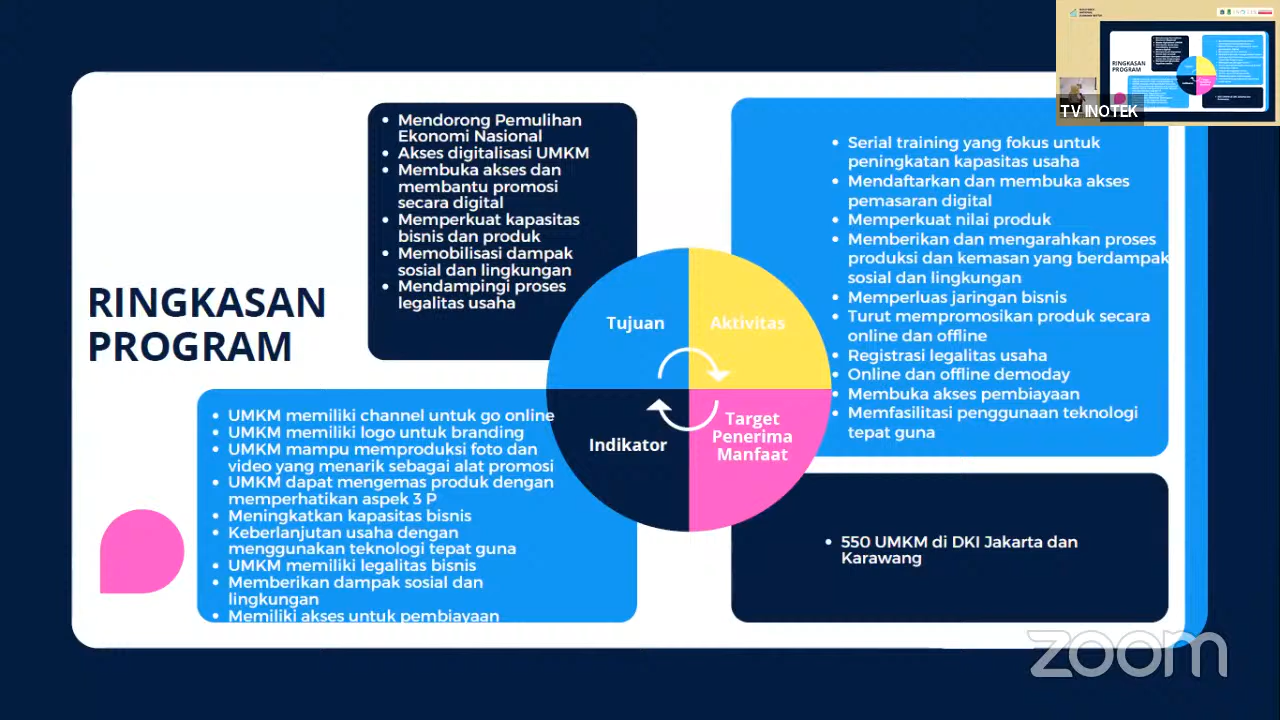 RINGKASAN
PROGRAM
• Mendorong Pemulihan
Ekonomi Nasional
• Akses digitalisasi UMKM
• Membuka akses dan
membantu promosi
secara digital
• Memperkuat kapasitas
bisnis dan produk
• Memobilisasi dampak
sosial dan lingkungan
• Mendampingi proses
legalitas usaha
• Serial training yang fokus untuk
peningkatan kapasitas usaha
• Mendaftarkan dan membuka akses
pemasaran digital
• Memperkuat nilai produk
• Memberikan dan mengarahkan proses
produksi dan kemasan yang berdampak
sosial dan lingkungan
• Memperluas jaringan bisnis
• Turut mempromosikan produk secara
online dan offline
• Registrasi legalitas usaha
• Online dan offline demoday
• Membuka akses pembiayaan
• Memfasilitasi penggunaan teknologi
tepat guna
Tujuan
Aktivitas
Indikator
Target
Penerima
Manfaat
• UMKM memiliki channel untuk go online
• UMKM memiliki logo untuk branding
• UMKM mampu memproduksi foto dan
video yang menarik sebagai alat promosi
• UMKM dapat mengemas produk dengan
memperhatikan aspek 3 P
• Meningkatkan kapasitas bisnis
• Keberlanjutan usaha dengan
menggunakan teknologi tepat guna
• UMKM memiliki legalitas bisnis
• Memberikan dampak sosial dan
lingkungan
• Memiliki akses untuk pembiayaan
• 550 UMKM di DKI Jakarta dan
Karawang
RINGKASAN
PROGRAM
TV INOTEK
zoom